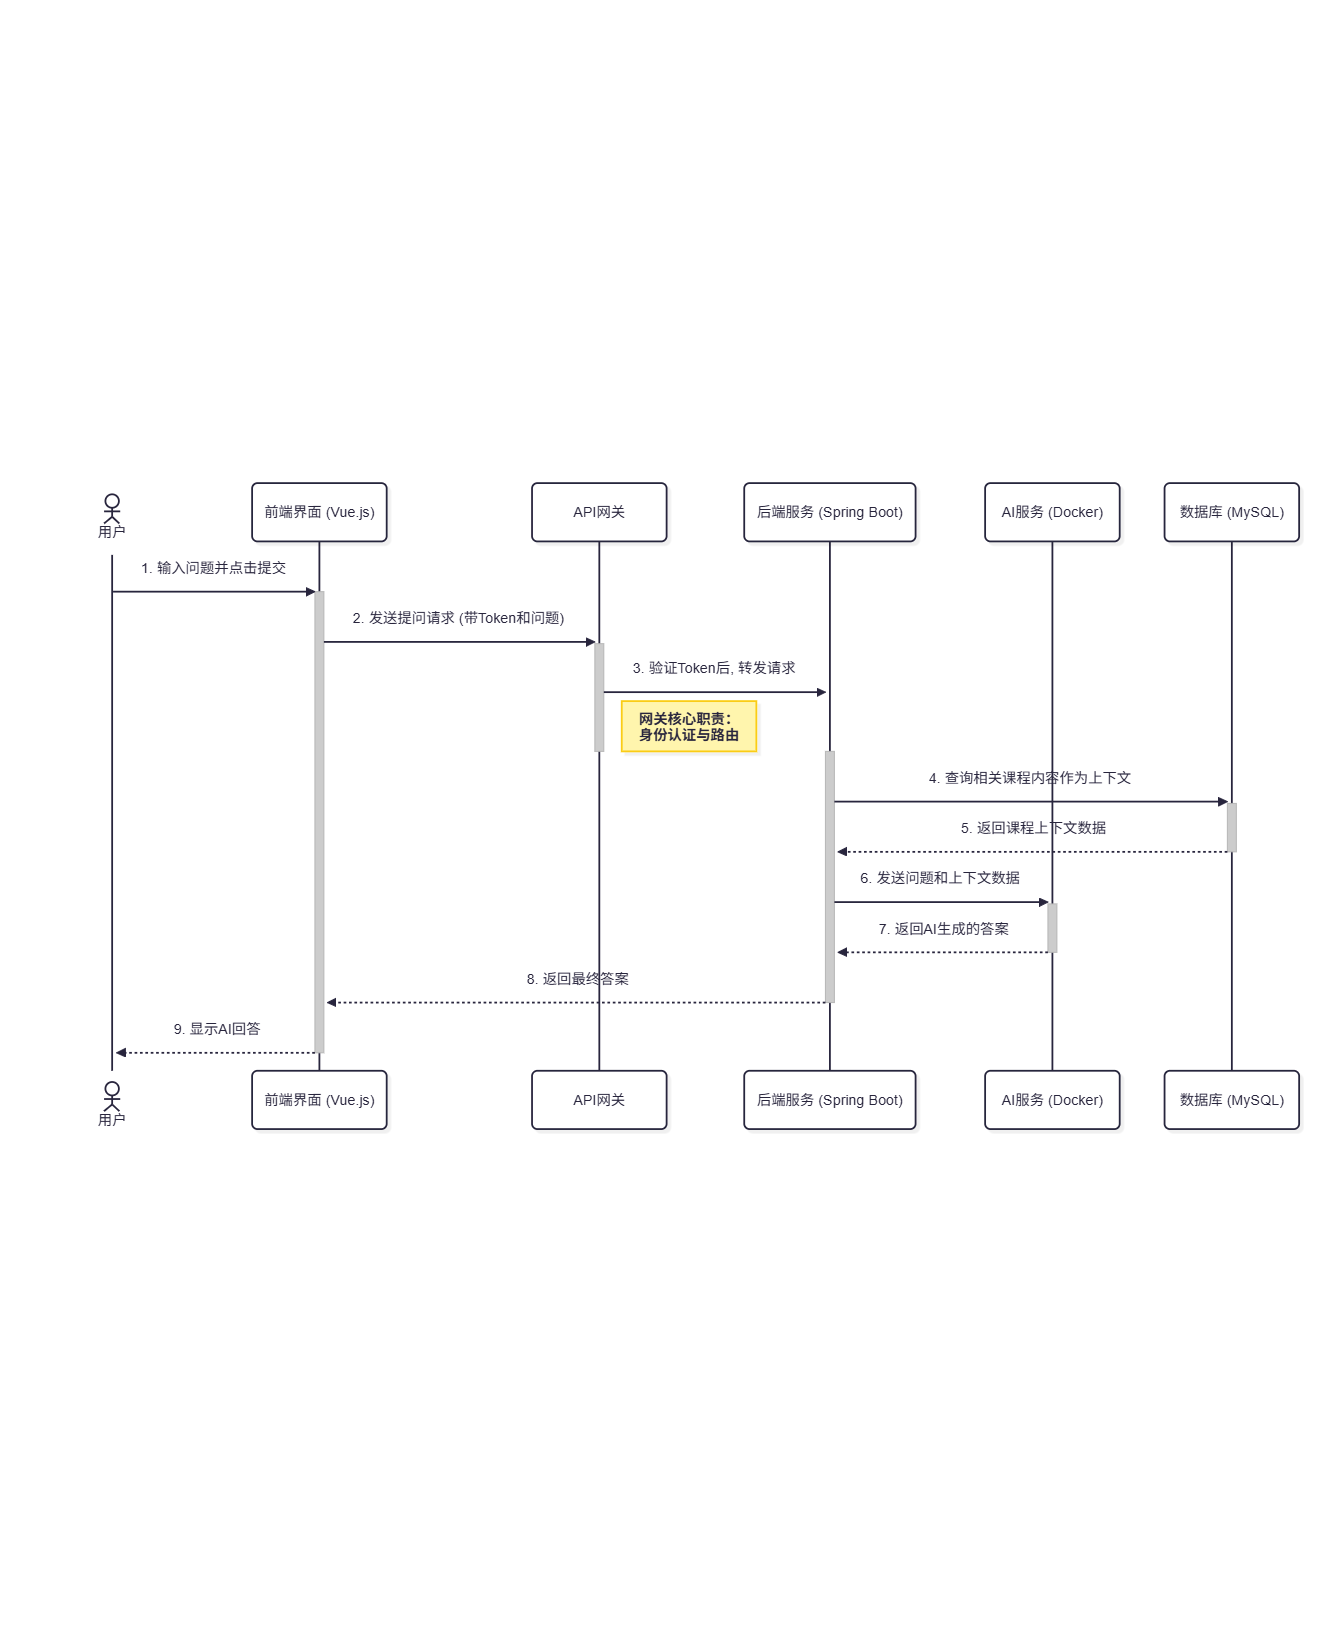 用户
前端界面 (Vue.js)
API网关
后端服务 (Spring Boot)
AI服务 (Docker)
数据库 (MySQL)
1. 输入问题并点击提交
2. 发送提问请求 (带Token和问题)
3. 验证Token后, 转发请求
网关核心职责：
身份认证与路由
4. 查询相关课程内容作为上下文
5. 返回课程上下文数据
6. 发送问题和上下文数据
7. 返回AI生成的答案
8. 返回最终答案
9. 显示AI回答
用户
前端界面 (Vue.js)
API网关
后端服务 (Spring Boot)
AI服务 (Docker)
数据库 (MySQL)